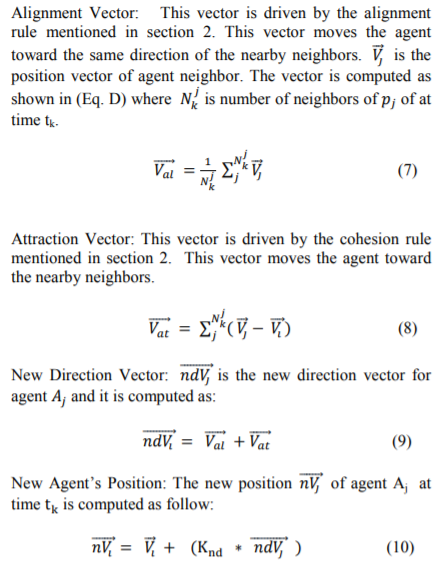 Alignment Vector: This vector is driven by the alignment
rule mentioned in section 2. This vector moves the agent
toward the same direction of the nearby neighbors. $\vec{V_j}$ is the
position vector of agent neighbor. The vector is computed as
shown in (Eq. D) where $N_k^j$ is number of neighbors of $p_j$ of at
time t$_k$.
$\overrightarrow{V_{al}} = \frac{1}{N_k^j} \sum_j^{N_k^j} \vec{V_j}$ (7)
Attraction Vector: This vector is driven by the cohesion rule
mentioned in section 2. This vector moves the agent toward
the nearby neighbors.
$\overrightarrow{V_{at}} = \sum_j^{N_k^j} (\vec{V_j} - \vec{V_i})$ (8)
New Direction Vector: $\overrightarrow{ndV_j}$ is the new direction vector for
agent $A_j$ and it is computed as:
$\overrightarrow{ndV_i} = \overrightarrow{V_{al}} + \overrightarrow{V_{at}}$ (9)
New Agent's Position: The new position $\overrightarrow{nV_j}$ of agent A$_j$ at
time t$_k$ is computed as follow:
$\overrightarrow{nV_i} = \vec{V_i} + (K_{nd} * \overrightarrow{ndV_j})$ (10)